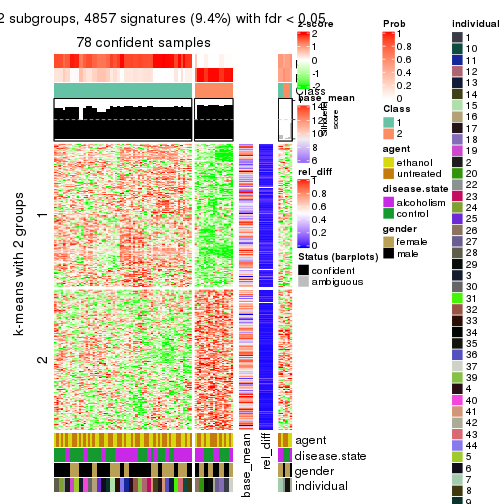 2 subgroups, 4857 signatures (9.4%) with fdr < 0.05
78 confident samples
k-means with 2 groups
1
2
Class
silhouette
score
z-score
2
1
0
-1
-2
base_mean
14
12
10
8
6
rel_diff
1
0.8
0.6
0.4
0.2
0
Status (barplots)
confident
ambiguous
Prob
1
0.8
0.6
0.4
0.2
0
Class
1
2
agent
ethanol
untreated
disease.state
alcoholism
control
gender
female
male
individual
1
10
11
12
13
14
15
16
17
18
19
2
20
22
23
24
25
26
27
28
29
3
30
31
32
33
34
35
36
37
39
4
40
41
42
43
44
5
6
7
8
9
base_mean
rel_diff
agent
disease.state
gender
individual